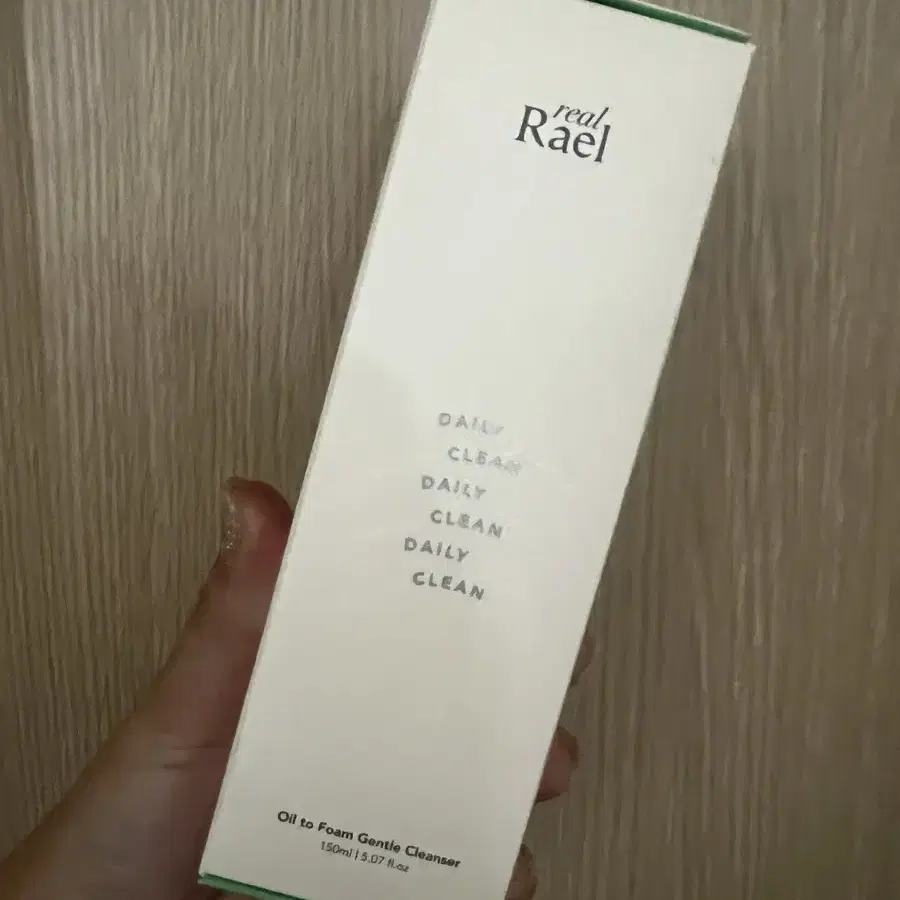 real
Rael
DAILY
CLEAN
DAILY
CLEAN
DAILY
CLEAN
Oil to Foam Gentle Cleanser
150ml | 5.07 fl.oz